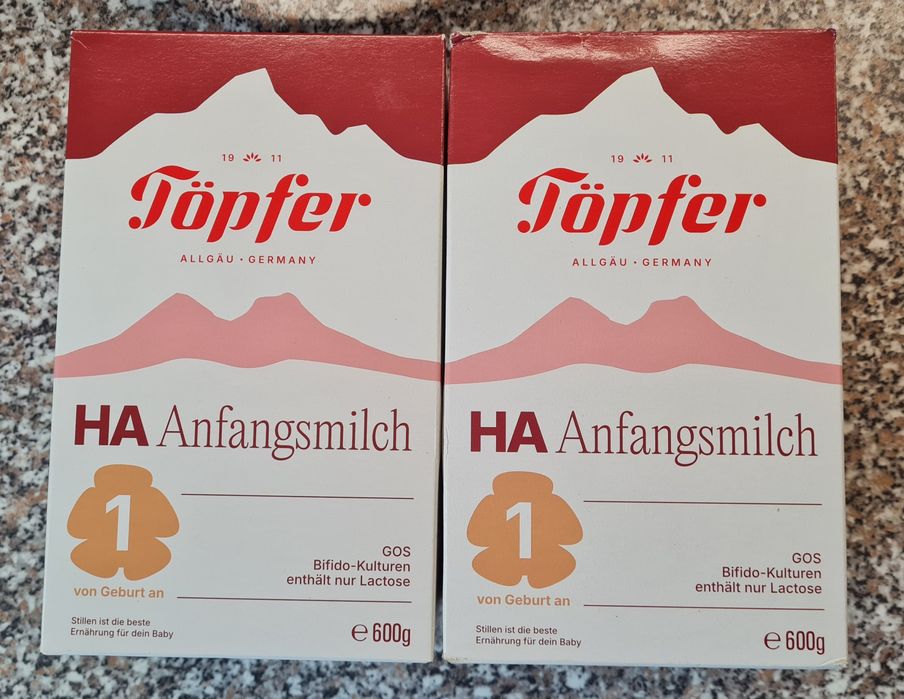 19 11
Töpfer
ALLGÄU · GERMANY
HA Anfangsmilch
1
von Geburt an
GOS
Bifido-Kulturen
enthält nur Lactose
Stillen ist die beste
Ernährung für dein Baby
℮ 600g
19 11
Töpfer
ALLGÄU · GERMANY
HA Anfangsmilch
1
von Geburt an
GOS
Bifido-Kulturen
enthält nur Lactose
Stillen ist die beste
Ernährung für dein Baby
℮ 600g